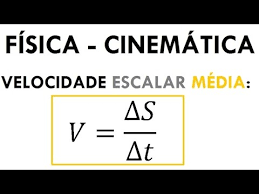 FÍSICA - CINEMÁTICA
VELOCIDADE ESCALAR MÉDIA:
V = ΔS/Δt